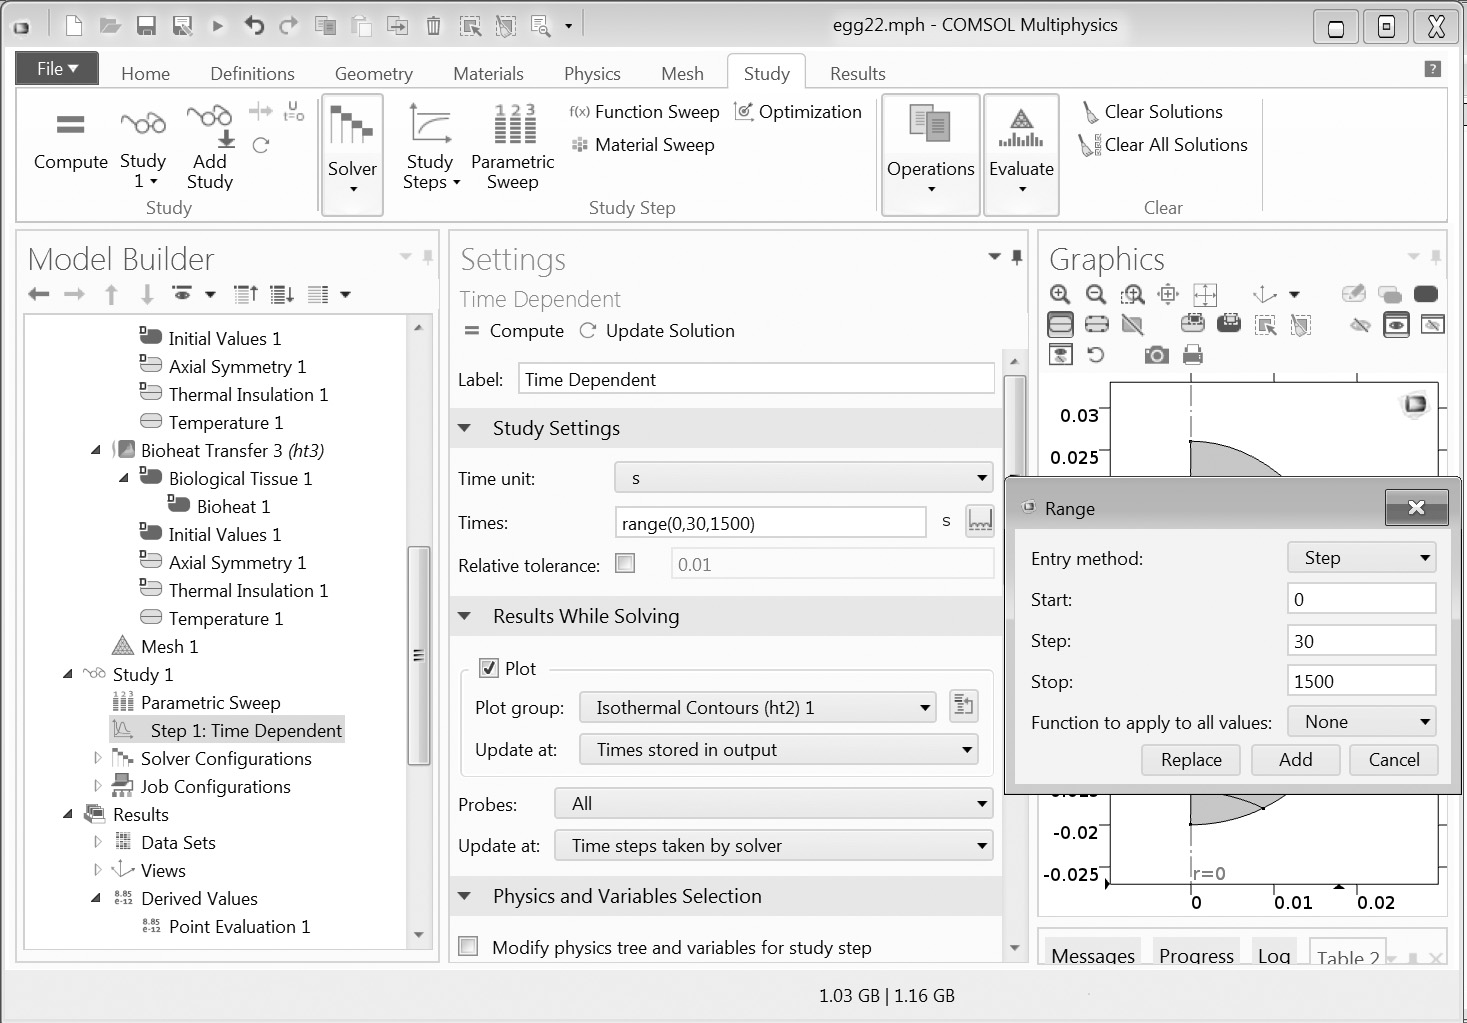 egg22.mph - COMSOL Multiphysics
File
Home
Definitions
Geometry
Materials
Physics
Mesh
Study
Results
?
Compute
Study
1
Add
Study
U
t=0
Study
Solver
Study
Steps
1 2 3
Parametric
Sweep
f(x) Function Sweep
Material Sweep
Optimization
Study Step
Operations
Evaluate
Clear Solutions
Clear All Solutions
Clear
Model Builder
Initial Values 1
Axial Symmetry 1
Thermal Insulation 1
Temperature 1
Bioheat Transfer 3 (ht3)
Biological Tissue 1
Bioheat 1
Initial Values 1
Axial Symmetry 1
Thermal Insulation 1
Temperature 1
Mesh 1
Study 1
Parametric Sweep
Step 1: Time Dependent
Solver Configurations
Job Configurations
Results
Data Sets
Views
8.85
e-12
Derived Values
8.85
e-12
Point Evaluation 1
Settings
Time Dependent
= Compute
Update Solution
Label: Time Dependent
Study Settings
Time unit: s
Times: range(0,30,1500) s
Relative tolerance: 0.01
Results While Solving
Plot
Plot group: Isothermal Contours (ht2) 1
Update at: Times stored in output
Probes: All
Update at: Time steps taken by solver
Physics and Variables Selection
Modify physics tree and variables for study step
Graphics
0.03
0.025
Range
Entry method: Step
Start: 0
Step: 30
Stop: 1500
Function to apply to all values: None
Replace
Add
Cancel
-0.02
-0.025
r=0
0
0.01
0.02
Messages
Progress
Log
Table 2
1.03 GB | 1.16 GB